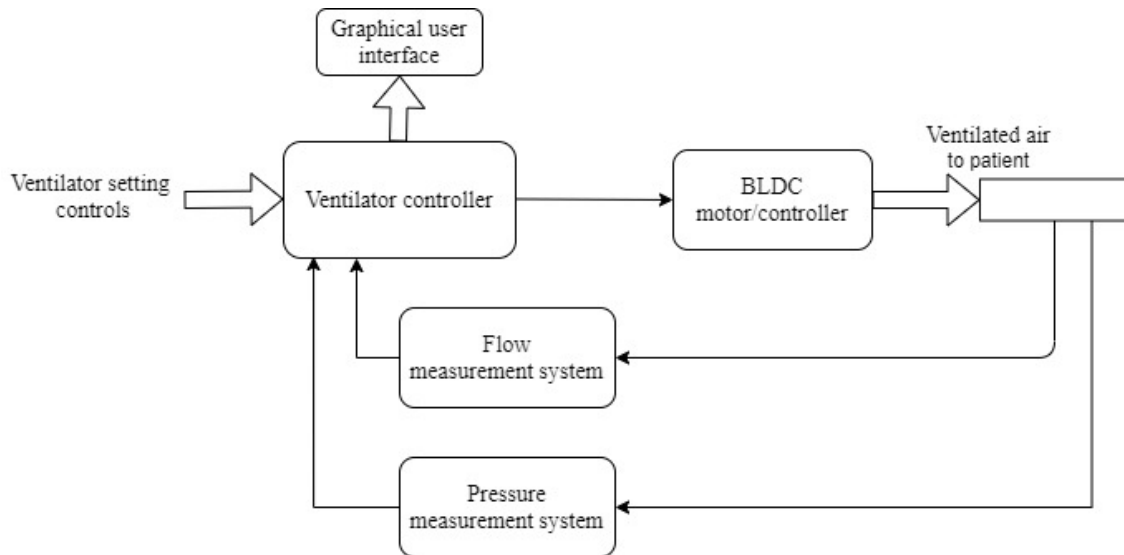 Graphical user
interface
Ventilated air
to patient
Ventilator setting
controls
Ventilator controller
BLDC
motor/controller
Flow
measurement system
Pressure
measurement system